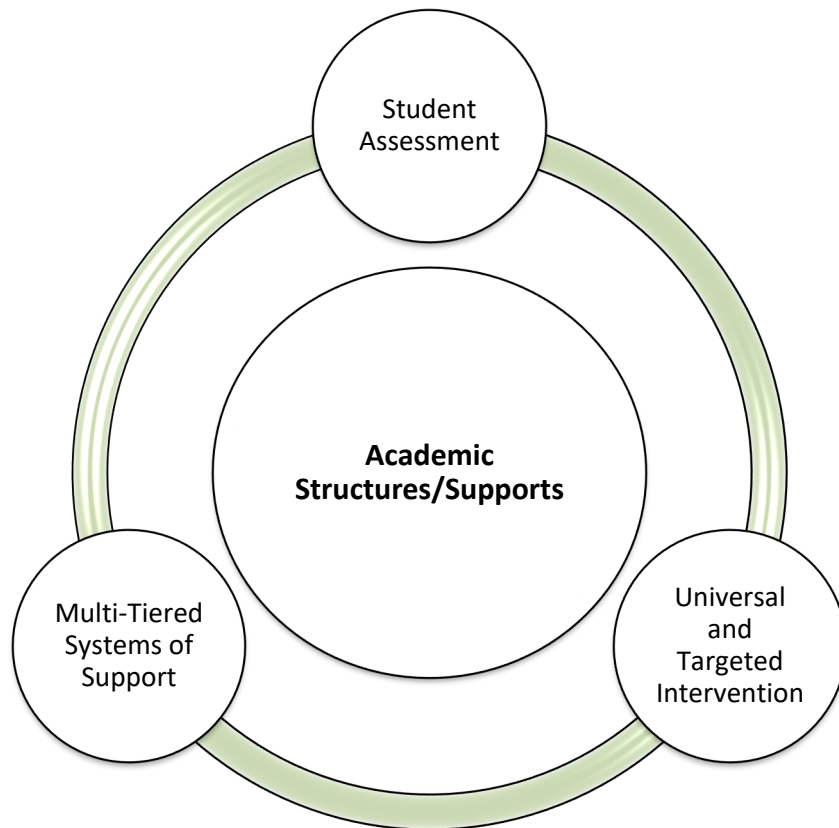 Student
Assessment
Academic
Structures/Supports
Multi-Tiered
Systems of
Support
Universal
and
Targeted
Intervention